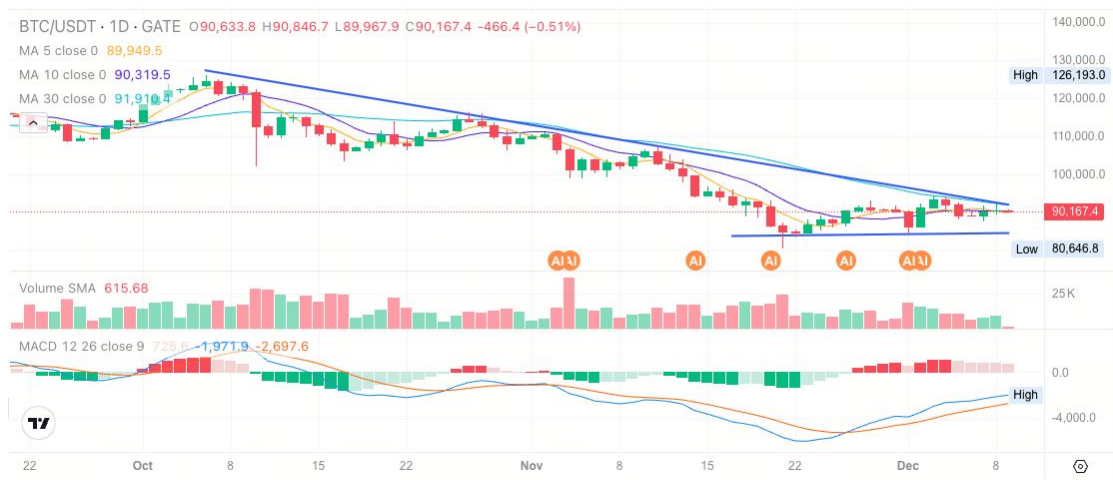 BTC/USDT · 1D · GATE O90,633.8 H90,846.7 L89,967.9 C90,167.4 -466.4 (−0.51%)
MA 5 close 0 89,949.5
MA 10 close 0 90,319.5
MA 30 close 0 91,910.4
140,000.0
130,000.0
High 126,193.0
120,000.0
110,000.0
100,000.0
90,167.4
Low 80,646.8
AI AI AI AI AI AI AI
Volume SMA 615.68
25K
MACD 12 26 close 9 725.6 −1,971.9 −2,697.6
0.0
High
−4,000.0
22 Oct 8 15 22 Nov 8 15 22 Dec 8